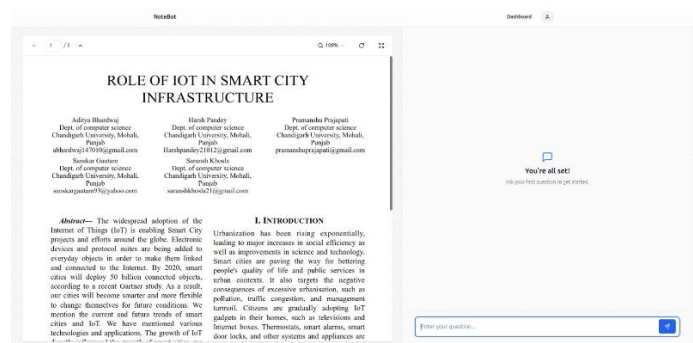 NoteBot
Dashboard
1 / 5
100%
ROLE OF IOT IN SMART CITY
INFRASTRUCTURE
Aditya Bhardwaj
Dept. of computer science
Chandigarh University, Mohali,
Punjab
Harsh Pandey
Dept. of computer science
Chandigarh University, Mohali,
Punjab
Harshpandey21012@gmail.com
Pramanshu Prajapati
Dept. of computer science
Chandigarh University, Mohali,
Punjab
pramanshuprajapati@gmail.com
Sanskar Gautam
Dept. of computer science
Chandigarh University, Mohali,
Punjab
sanskargautam93@yahoo.com
Saransh Khosla
Dept. of computer science
Chandigarh University, Mohali,
Punjab
saranshkhosla21@gmail.com
Abstract— The widespread adoption of the
Internet of Things (IoT) is enabling Smart City
projects and efforts around the globe. Electronic
devices and protocol suites are being added to
everyday objects in order to make them linked
and connected to the Internet. By 2020, smart
cities will deploy 50 billion connected objects,
according to a recent Gartner study. As a result,
our cities will become smarter and more flexible
to change themselves for future conditions. We
mention the current and future trends of smart
cities and IoT. We have mentioned various
technologies and applications. The growth of IoT
I. INTRODUCTION
Urbanization has been rising exponentially,
leading to major increases in social efficiency as
well as improvements in science and technology.
Smart cities are paving the way for bettering
people's quality of life and public services in
urban contexts. It also targets the negative
consequences of excessive urbanisation, such as
pollution, traffic congestion, and management
turmoil. Citizens are gradually adopting IoT
gadgets in their homes, such as televisions and
Internet boxes. Thermostats, smart alarms, smart
door locks, and other systems and appliances are
You're all set!
Ask your first question to get started.
Enter your question...